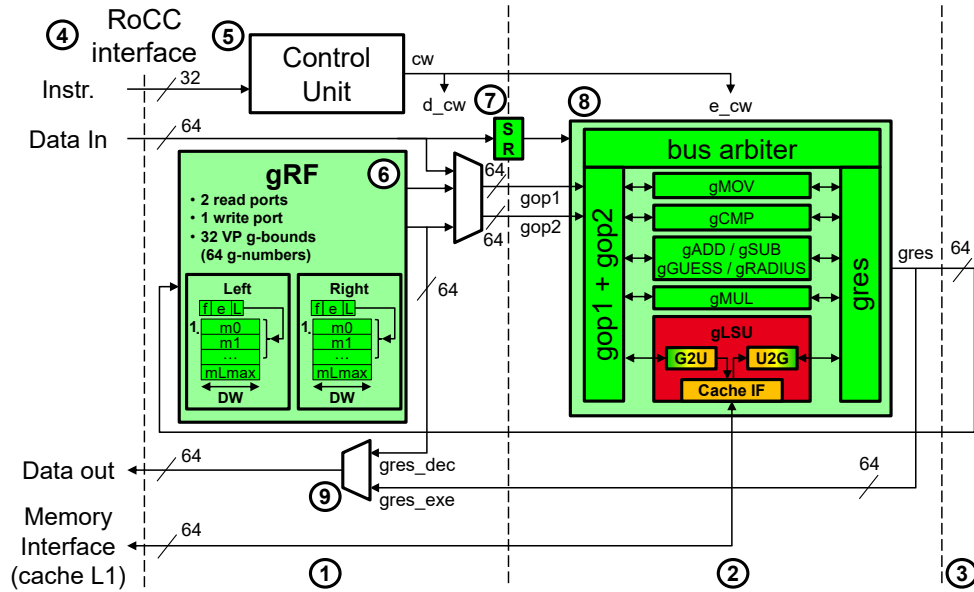 4
RoCC
interface
5
Control
Unit
cw
Instr.
32
d_cw
e_cw
7
8
Data In
64
S
R
bus arbiter
gRF
6
• 2 read ports
• 1 write port
• 32 VP g-bounds
(64 g-numbers)
64
gop1
64
gop2
64
gop1 + gop2
gMOV
gCMP
gADD / gSUB
gGUESS / gRADIUS
gMUL
gres
gres
64
Left
f e L
1.
m0
m1
...
mLmax
DW
Right
f e L
1.
m0
m1
...
mLmax
DW
gLSU
G2U
U2G
Cache IF
Data out
64
9
gres_dec
gres_exe
64
Memory
Interface
(cache L1)
64
1
2
3